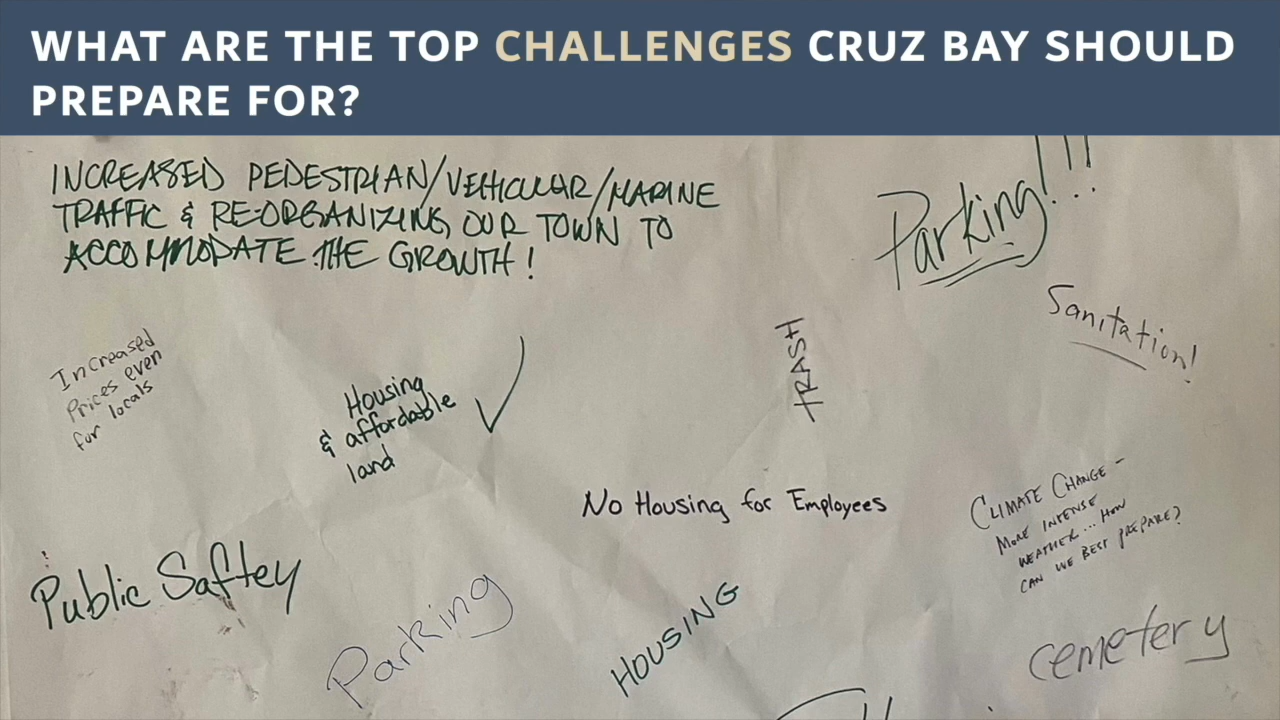 WHAT ARE THE TOP CHALLENGES CRUZ BAY SHOULD
PREPARE FOR?
INCREASED PEDESTRIAN/VEHICULAR/MARINE
TRAFFIC & RE-ORGANIZING OUR TOWN TO
ACCOMMODATE THE GROWTH!
Parking!!!
Sanitation!
TRASH
Increased
Prices even
for locals
Housing
& affordable
land
No Housing for Employees
CLIMATE CHANGE -
MORE INTENSE
WEATHER... HOW
CAN WE BEST PREPARE?
Public Saftey
Parking
HOUSING
cemetery